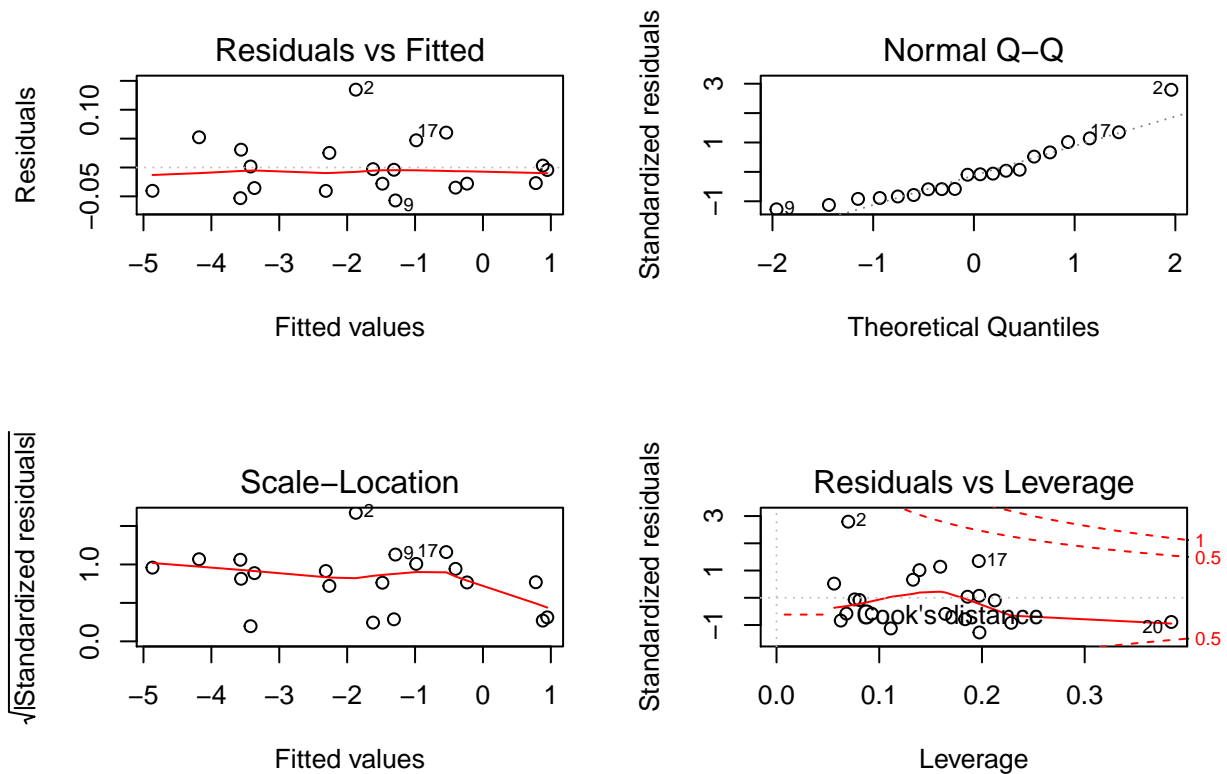 Residuals vs Fitted
Residuals
0.10
−0.05
2
17
9
−5 −4 −3 −2 −1 0 1
Fitted values
Normal Q−Q
Standardized residuals
3
1
−1
2
17
9
−2 −1 0 1 2
Theoretical Quantiles
Scale−Location
√|Standardized residuals|
1.0
0.0
2
9
17
−5 −4 −3 −2 −1 0 1
Fitted values
Residuals vs Leverage
Standardized residuals
3
1
−1
2
17
20
1
0.5
0.5
Cook's distance
0.0 0.1 0.2 0.3
Leverage